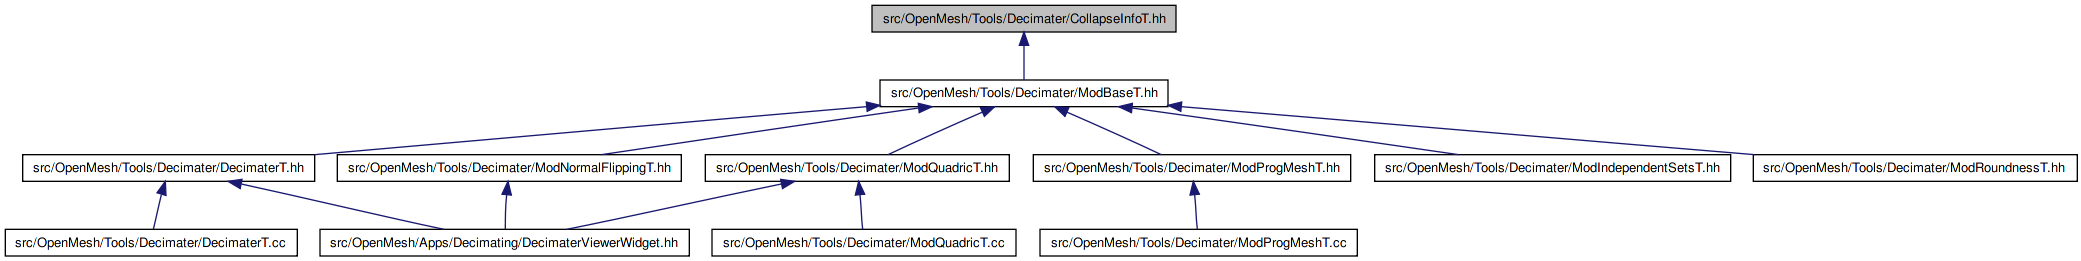 src/OpenMesh/Tools/Decimater/CollapseInfoT.hh
src/OpenMesh/Tools/Decimater/ModBaseT.hh
src/OpenMesh/Tools/Decimater/DecimaterT.hh
src/OpenMesh/Tools/Decimater/ModNormalFlippingT.hh
src/OpenMesh/Tools/Decimater/ModQuadricT.hh
src/OpenMesh/Tools/Decimater/ModProgMeshT.hh
src/OpenMesh/Tools/Decimater/ModIndependentSetsT.hh
src/OpenMesh/Tools/Decimater/ModRoundnessT.hh
src/OpenMesh/Tools/Decimater/DecimaterT.cc
src/OpenMesh/Apps/Decimating/DecimaterViewerWidget.hh
src/OpenMesh/Tools/Decimater/ModQuadricT.cc
src/OpenMesh/Tools/Decimater/ModProgMeshT.cc